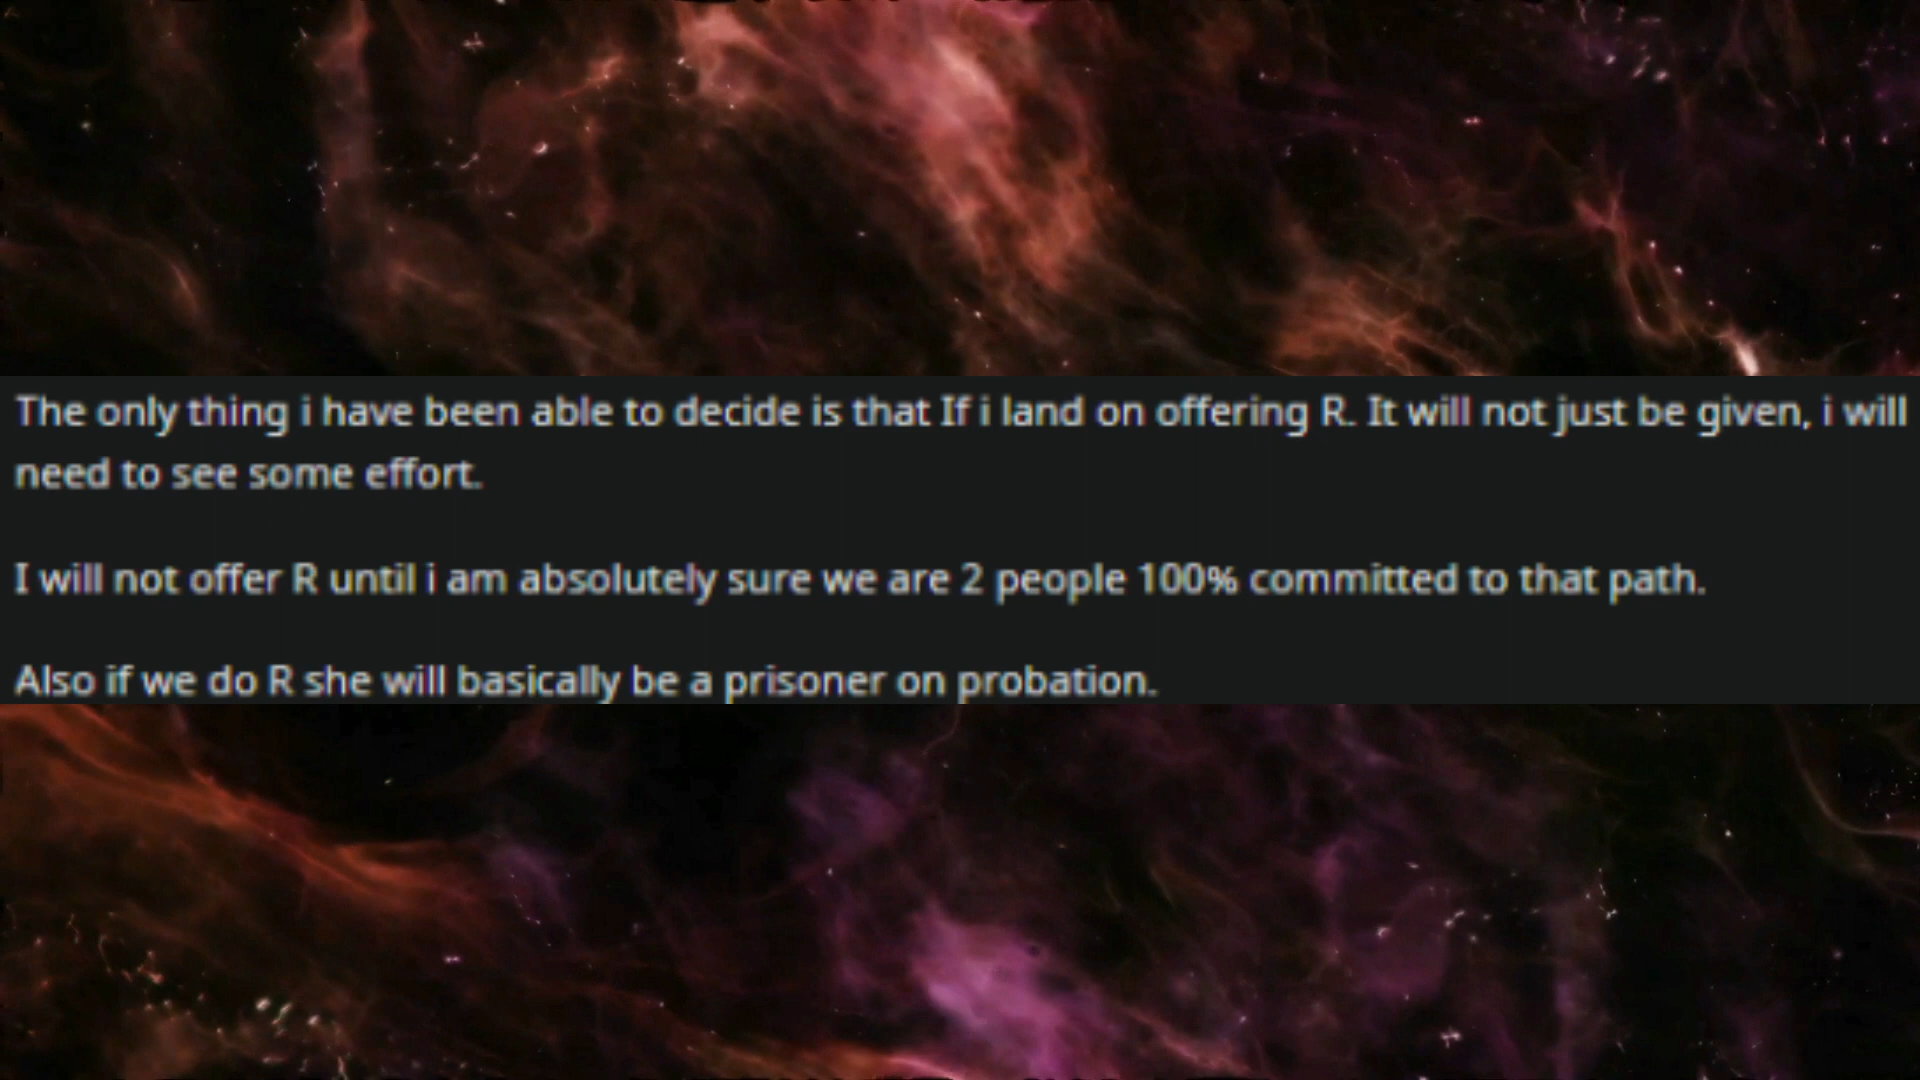 The only thing i have been able to decide is that If i land on offering R. It will not just be given, i will
need to see some effort.
I will not offer R until i am absolutely sure we are 2 people 100% committed to that path.
Also if we do R she will basically be a prisoner on probation.